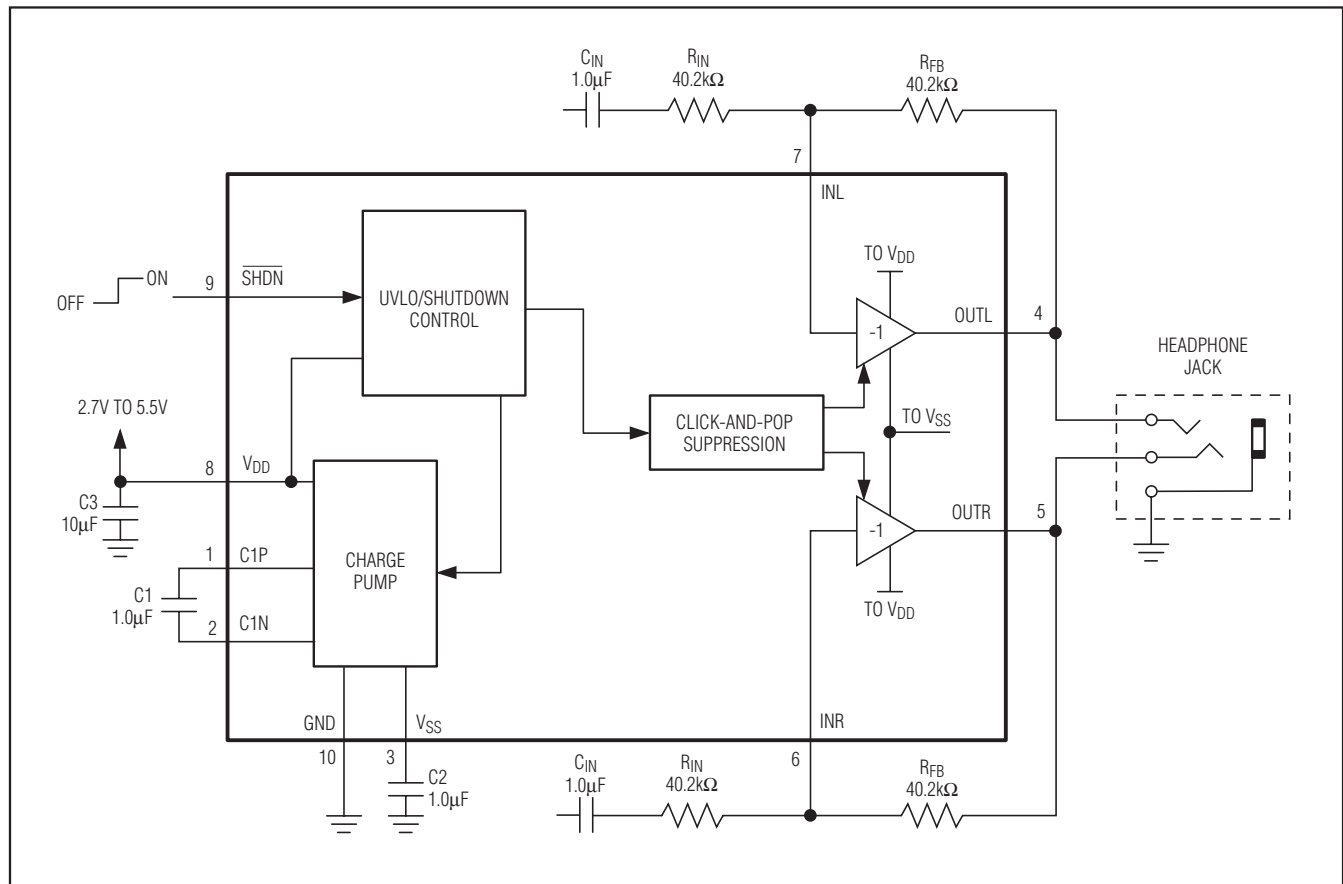 CIN
1.0μF
RIN
40.2kΩ
RFB
40.2kΩ
7
INL
9
SHDN
OFF
ON
UVLO/SHUTDOWN
CONTROL
TO VDD
-1
OUTL
4
HEADPHONE
JACK
2.7V TO 5.5V
CLICK-AND-POP
SUPPRESSION
TO VSS
8
VDD
C3
10μF
-1
OUTR
5
1
C1P
CHARGE
PUMP
C1
1.0μF
2
C1N
TO VDD
GND
VSS
INR
10
3
6
C2
1.0μF
CIN
1.0μF
RIN
40.2kΩ
RFB
40.2kΩ